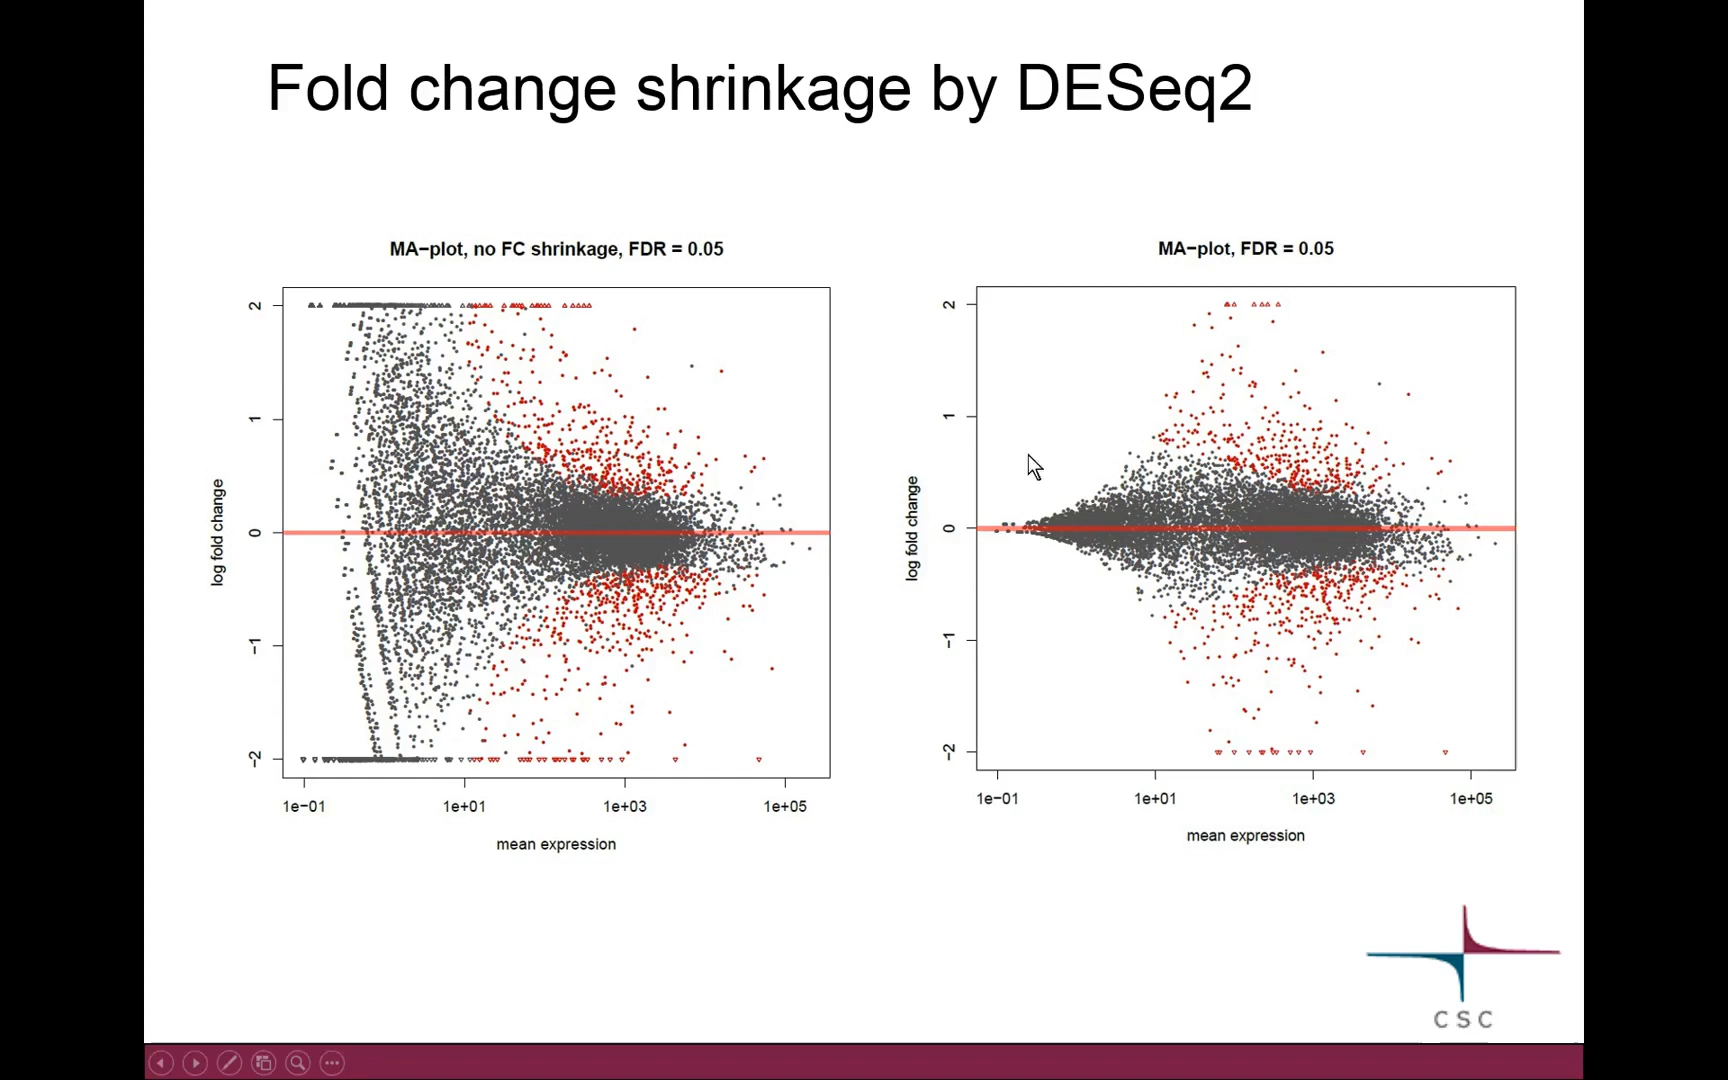 Fold change shrinkage by DESeq2
MA−plot, no FC shrinkage, FDR = 0.05
log fold change
2
1
0
−1
−2
1e−01 1e+01 1e+03 1e+05
mean expression
MA−plot, FDR = 0.05
log fold change
2
1
0
−1
−2
1e−01 1e+01 1e+03 1e+05
mean expression
CSC